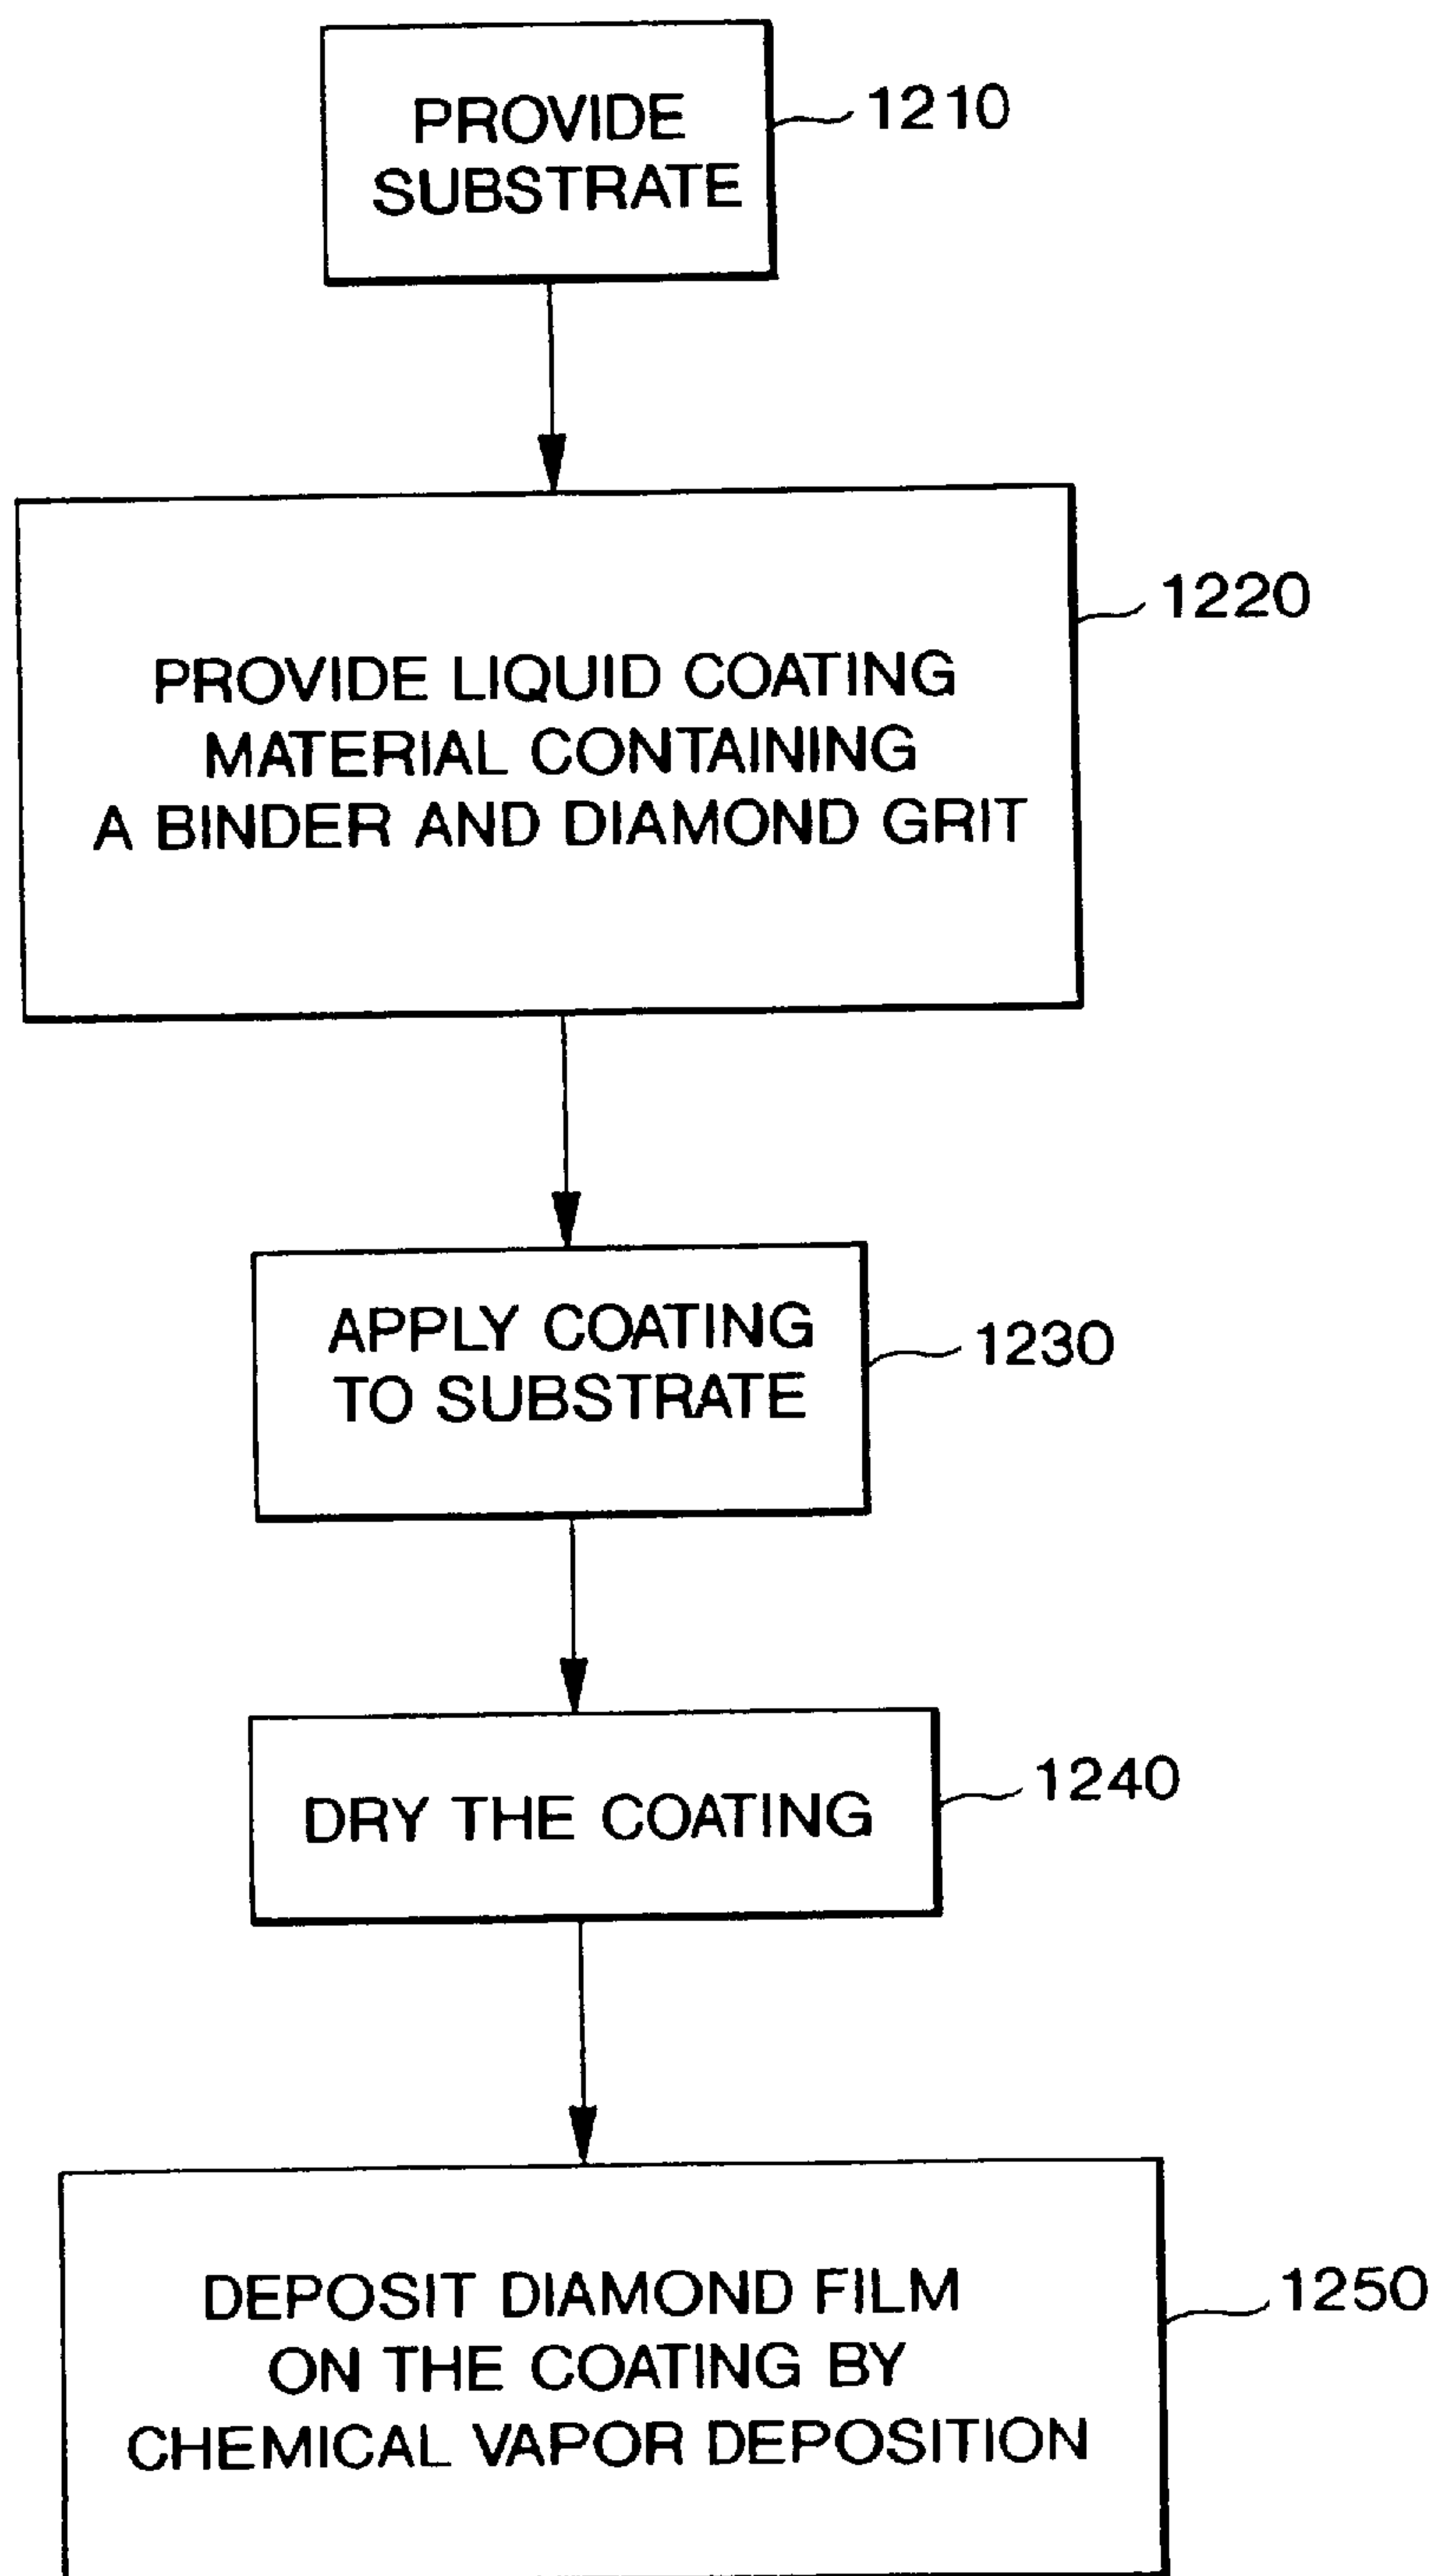 PROVIDE
SUBSTRATE
1210
PROVIDE LIQUID COATING
MATERIAL CONTAINING
A BINDER AND DIAMOND GRIT
1220
APPLY COATING
TO SUBSTRATE
1230
DRY THE COATING
1240
DEPOSIT DIAMOND FILM
ON THE COATING BY
CHEMICAL VAPOR DEPOSITION
1250